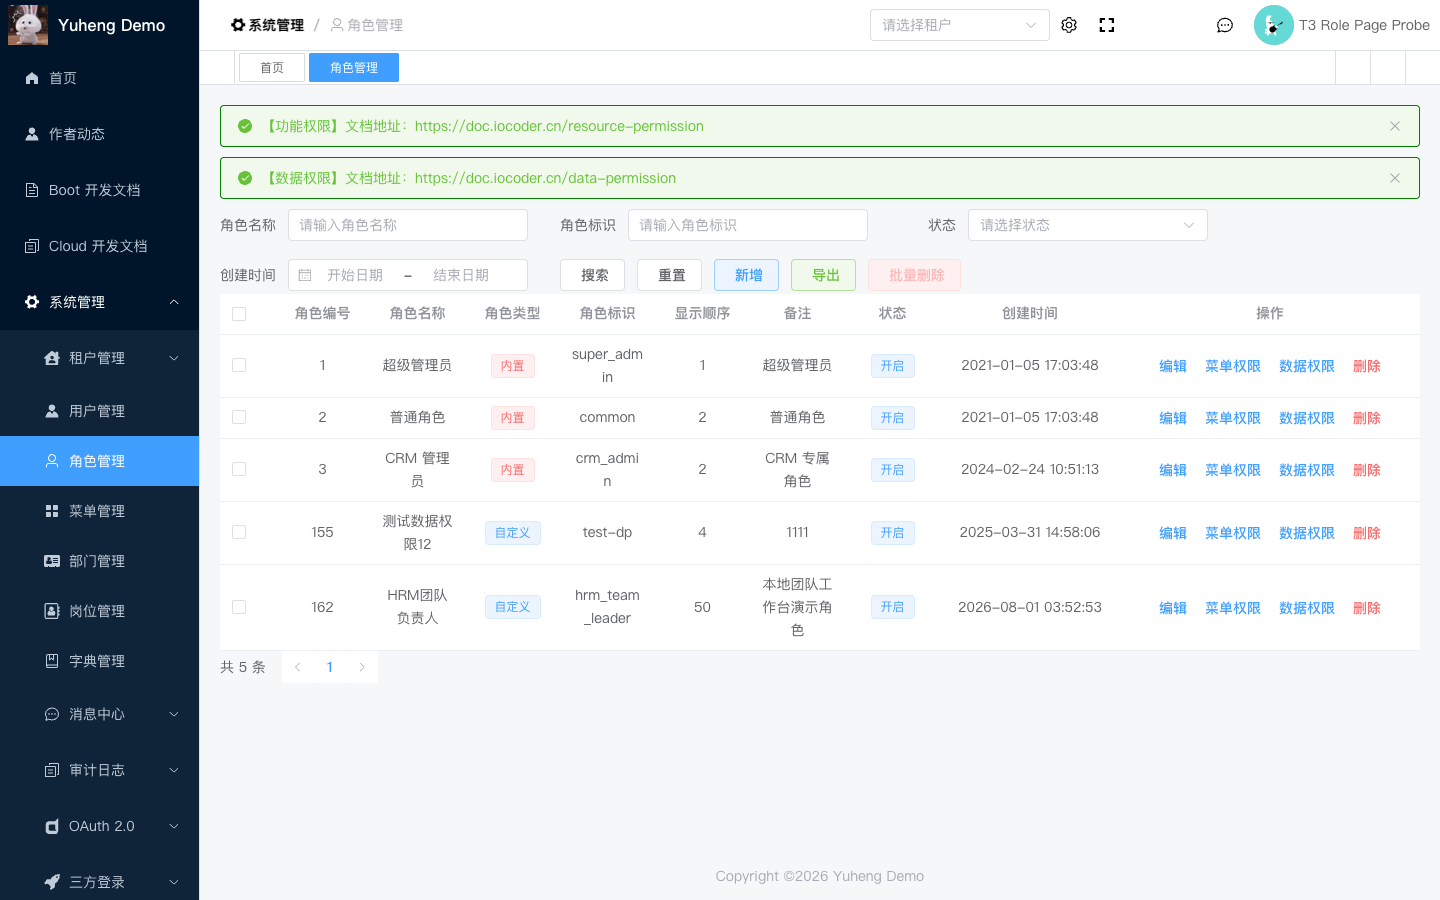 Yuheng Demo
首页
作者动态
Boot 开发文档
Cloud 开发文档
系统管理
租户管理
用户管理
角色管理
菜单管理
部门管理
岗位管理
字典管理
消息中心
审计日志
OAuth 2.0
三方登录
系统管理 / 角色管理
请选择租户
T3 Role Page Probe
首页 角色管理
【功能权限】文档地址：https://doc.iocoder.cn/resource-permission
【数据权限】文档地址：https://doc.iocoder.cn/data-permission
角色名称 请输入角色名称 角色标识 请输入角色标识 状态 请选择状态
创建时间 开始日期 - 结束日期 搜索 重置 新增 导出 批量删除
角色编号 角色名称 角色类型 角色标识 显示顺序 备注 状态 创建时间 操作
1 超级管理员 内置 super_adm
in 1 超级管理员 开启 2021-01-05 17:03:48 编辑 菜单权限 数据权限 删除
2 普通角色 内置 common 2 普通角色 开启 2021-01-05 17:03:48 编辑 菜单权限 数据权限 删除
3 CRM 管理
员 内置 crm_admi
n 2 CRM 专属
角色 开启 2024-02-24 10:51:13 编辑 菜单权限 数据权限 删除
155 测试数据权
限12 自定义 test-dp 4 1111 开启 2025-03-31 14:58:06 编辑 菜单权限 数据权限 删除
162 HRM团队
负责人 自定义 hrm_team
_leader 50 本地团队工
作台演示角
色 开启 2026-08-01 03:52:53 编辑 菜单权限 数据权限 删除
共 5 条 1
Copyright ©2026 Yuheng Demo